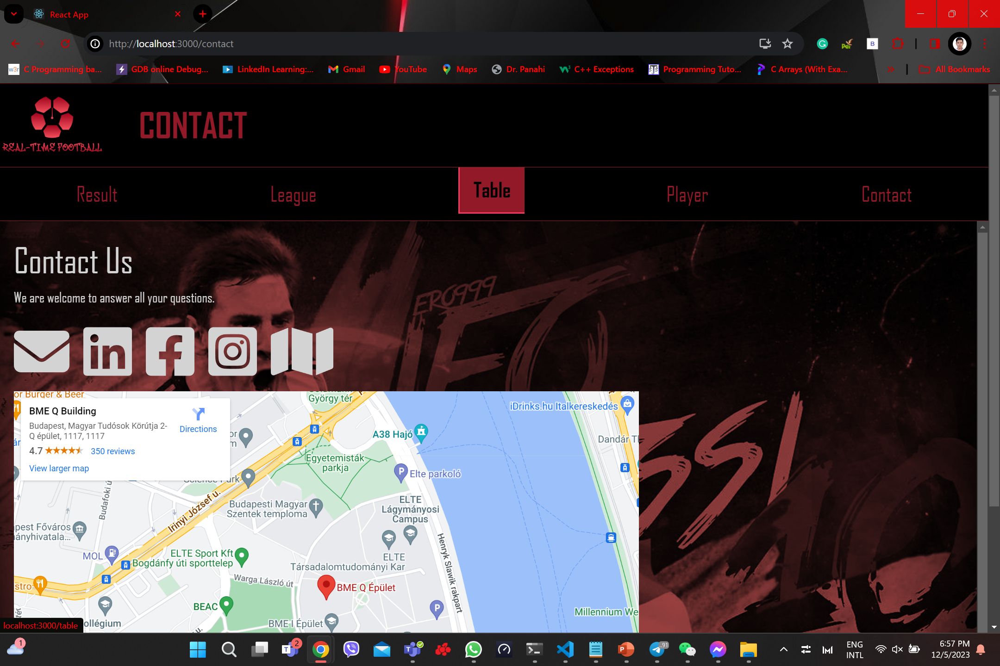 React App
http://localhost:3000/contact
C Programming ba...
GDB online Debug...
LinkedIn Learning:...
Gmail
YouTube
Maps
Dr. Panahi
C++ Exceptions
Programming Tuto...
C Arrays (With Exa...
All Bookmarks
REAL-TIME FOOTBALL
CONTACT
Result
League
Table
Player
Contact
Contact Us
We are welcome to answer all your questions.
ERC999
or Burger & Beer
BME Q Building
Budapest, Magyar Tudósok Körútja 2-
Q épület, 1117, 1117
4.7
350 reviews
Directions
View larger map
György tér
iDrinks.hu Italkereskedés
A38 Hajó
Dandár
Egyetemisták
parkja
Elte parkoló
Science Park
Budafoki
Irinyi József u.
Budapesti Magyar
Szentek temploma
ELTE
Lágymányosi
Campus
pest Főváros
ányhivatala...
MOL
ELTE Sport Kft
Bogdánfy úti sporttelep
ELTE
Társadalomtudományi Kar
Henryk Slawik rakpart
Warga László út
stro
BME Q Épület
BEAC
Millennium We
BME I Épület
ollégium
localhost:3000/table
1
2
..91
ENG
INTL
6:57 PM
12/5/2023